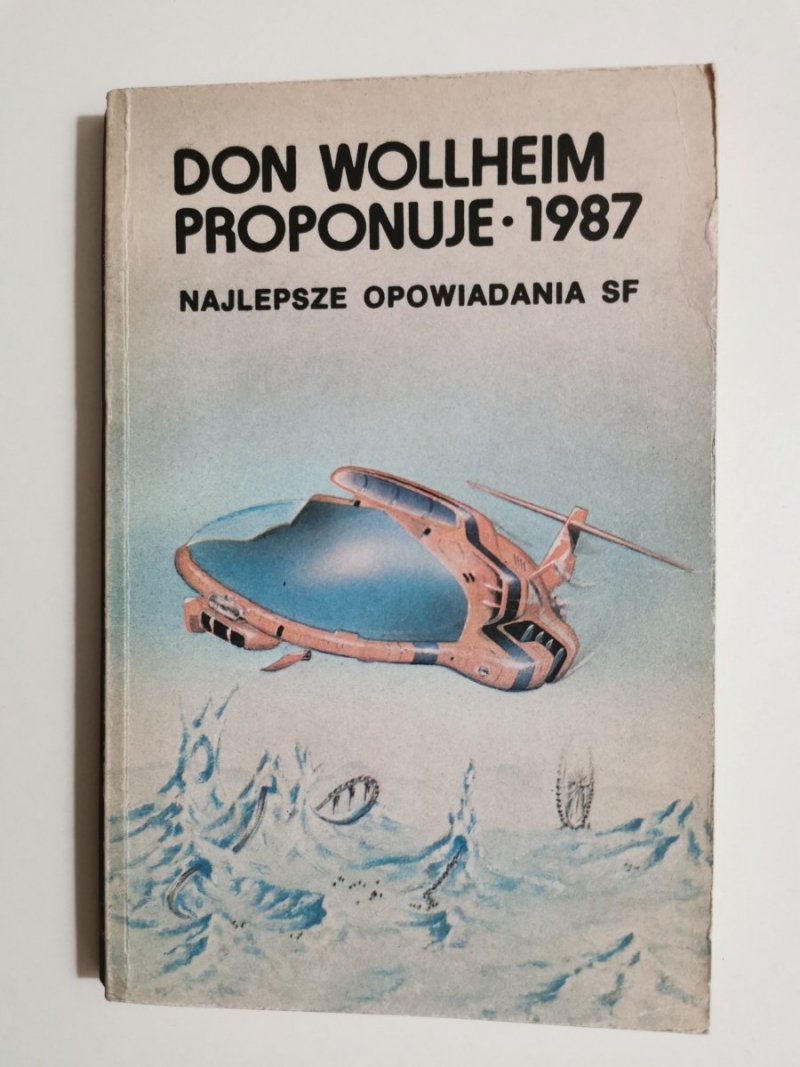 DON WOLLHEIM
PROPONUJE · 1987
NAJLEPSZE OPOWIADANIA SF